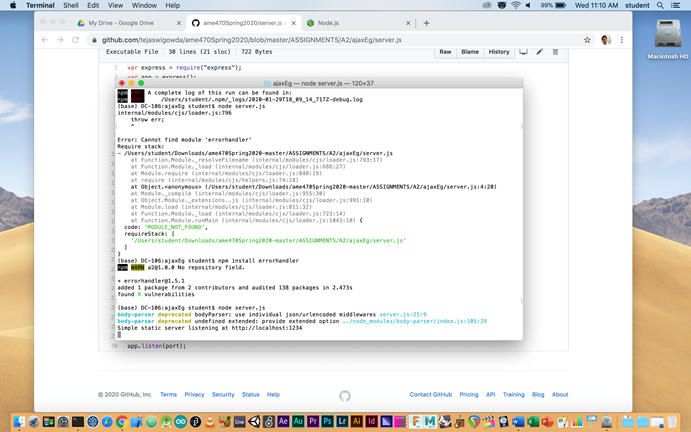 Terminal Shell Edit View Window Help
99% Wed 11:10 AM student
My Drive - Google Drive
ame470Spring2020/server.js a
Node.js
github.com/tejaswigowda/ame470Spring2020/blob/master/ASSIGNMENTS/A2/ajaxEg/server.js
Executable File 30 lines (21 sloc) 722 Bytes
Raw Blame History
1 var express = require("express");
2 var app = express();
ajaxEg — node server.js — 120×37
npm A complete log of this run can be found in:
npm /Users/student/.npm/_logs/2020-01-29T18_09_14_717Z-debug.log
(base) DC-106:ajaxEg student$ node server.js
internal/modules/cjs/loader.js:796
throw err;
^
Error: Cannot find module 'errorhandler'
Require stack:
- /Users/student/Downloads/ame470Spring2020-master/ASSIGNMENTS/A2/ajaxEg/server.js
at Function.Module._resolveFilename (internal/modules/cjs/loader.js:793:17)
at Function.Module._load (internal/modules/cjs/loader.js:686:27)
at Module.require (internal/modules/cjs/loader.js:848:19)
at require (internal/modules/cjs/helpers.js:74:18)
at Object.<anonymous> (/Users/student/Downloads/ame470Spring2020-master/ASSIGNMENTS/A2/ajaxEg/server.js:4:20)
at Module._compile (internal/modules/cjs/loader.js:955:30)
at Object.Module._extensions..js (internal/modules/cjs/loader.js:991:10)
at Module.load (internal/modules/cjs/loader.js:811:32)
at Function.Module._load (internal/modules/cjs/loader.js:723:14)
at Function.Module.runMain (internal/modules/cjs/loader.js:1043:10) {
code: 'MODULE_NOT_FOUND',
requireStack: [
'/Users/student/Downloads/ame470Spring2020-master/ASSIGNMENTS/A2/ajaxEg/server.js'
]
}
(base) DC-106:ajaxEg student$ npm install errorhandler
npm WARN a2@1.0.0 No repository field.
+ errorhandler@1.5.1
added 1 package from 2 contributors and audited 138 packages in 2.473s
found 0 vulnerabilities
(base) DC-106:ajaxEg student$ node server.js
body-parser deprecated bodyParser: use individual json/urlencoded middlewares server.js:25:9
body-parser deprecated undefined extended: provide extended option ../node_modules/body-parser/index.js:105:29
Simple static server listening at http://localhost:1234
30 app.listen(port);
© 2020 GitHub, Inc. Terms Privacy Security Status Help
Contact GitHub Pricing API Training Blog About
Macintosh HD
Live Ae Au Pr Ps Lr Ai Id